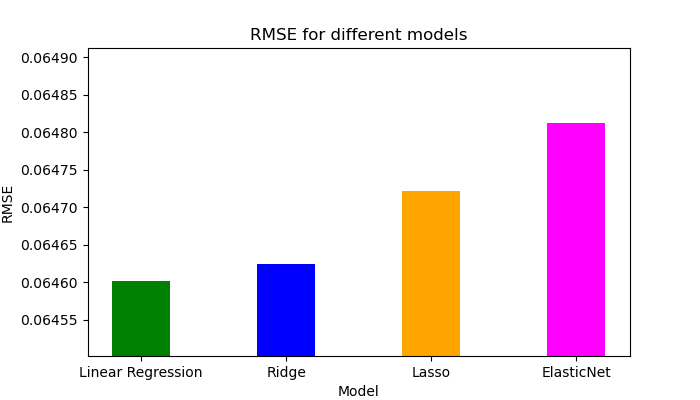 RMSE for different models
0.06490
0.06485
0.06480
0.06475
0.06470
0.06465
0.06460
0.06455
RMSE
Linear Regression
Ridge
Lasso
ElasticNet
Model